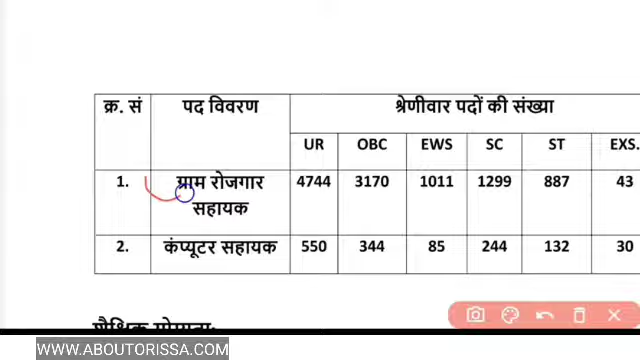 क्र. सं पद विवरण श्रेणीवार पदों की संख्या
UR OBC EWS SC ST EXS.
1. ग्राम रोजगार सहायक 4744 3170 1011 1299 887 43
2. कंप्यूटर सहायक 550 344 85 244 132 30
शैक्षिक योग्यता:
WWW.ABOUTORISSA.COM